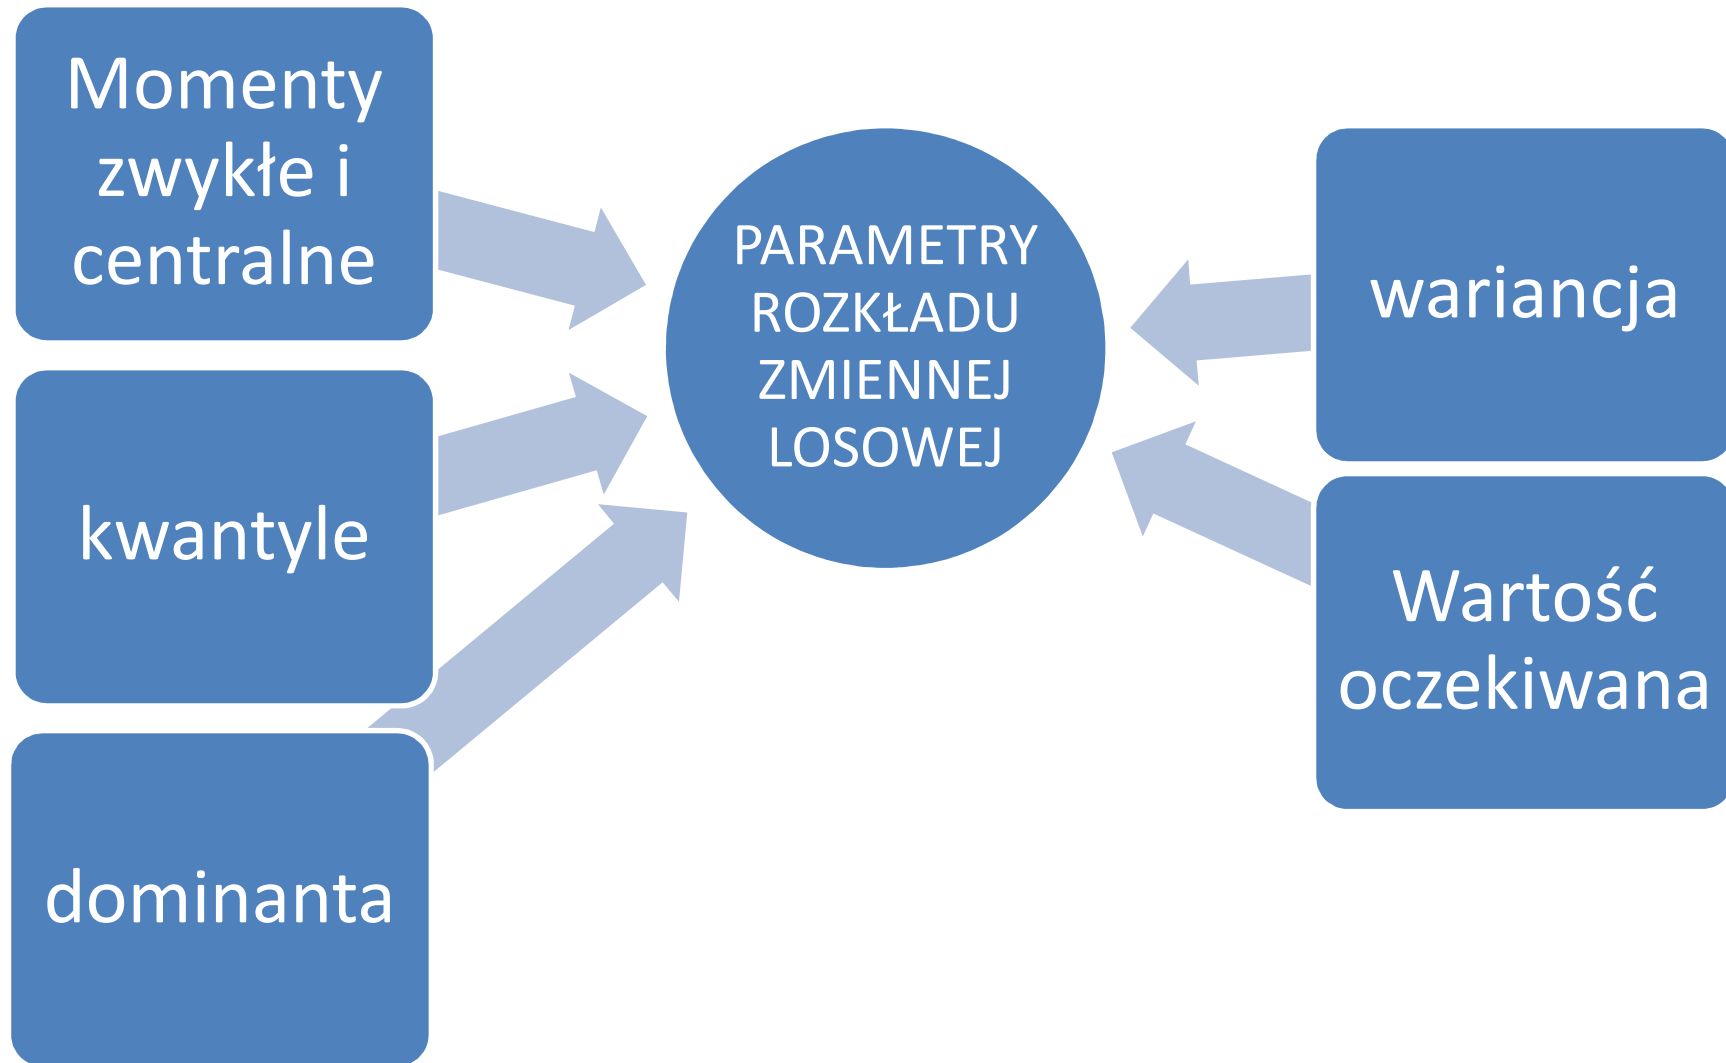 Momenty
zwykłe i
centralne
kwantyle
dominanta
PARAMETRY
ROZKŁADU
ZMIENNEJ
LOSOWEJ
wariancja
Wartość
oczekiwana